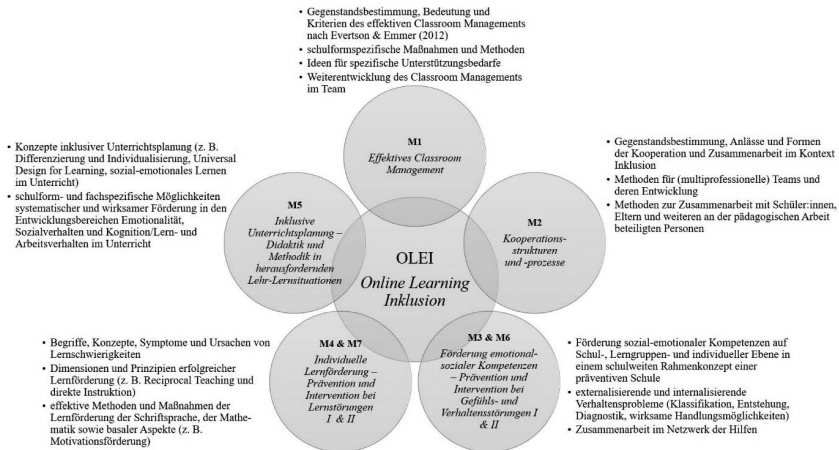 • Gegenstandsbestimmung, Bedeutung und
Kriterien des effektiven Classroom Managements
nach Evertson & Emmer (2012)
• schulformspezifische Maßnahmen und Methoden
• Ideen für spezifische Unterstützungsbedarfe
• Weiterentwicklung des Classroom Managements
im Team
M1
Effektives Classroom
Management
• Konzepte inklusiver Unterrichtsplanung (z. B.
Differenzierung und Individualisierung, Universal
Design for Learning, sozial-emotionales Lernen
im Unterricht)
• schulform- und fachspezifische Möglichkeiten
systematischer und wirksamer Förderung in den
Entwicklungsbereichen Emotionalität,
Sozialverhalten und Kognition/Lern- und
Arbeitsverhalten im Unterricht
M5
Inklusive
Unterrichtsplanung –
Didaktik und
Methodik in
herausfordernden
Lehr-Lernsituationen
OLEI
Online Learning
Inklusion
M2
Kooperations-
strukturen
und -prozesse
• Gegenstandsbestimmung, Anlässe und Formen
der Kooperation und Zusammenarbeit im Kontext
Inklusion
• Methoden für (multiprofessionelle) Teams und
deren Entwicklung
• Methoden zur Zusammenarbeit mit Schüler:innen,
Eltern und weiteren an der pädagogischen Arbeit
beteiligten Personen
• Begriffe, Konzepte, Symptome und Ursachen von
Lernschwierigkeiten
• Dimensionen und Prinzipien erfolgreicher
Lernförderung (z. B. Reciprocal Teaching und
direkte Instruktion)
• effektive Methoden und Maßnahmen der
Lernförderung der Schriftsprache, der Mathe-
matik sowie basaler Aspekte (z. B.
Motivationsförderung)
M4 & M7
Individuelle
Lernförderung –
Prävention und
Intervention bei
Lernstörungen
I & II
M3 & M6
Förderung emotional-
sozialer Kompetenzen
– Prävention und
Intervention bei
Gefühls- und
Verhaltensstörungen I
& II
• Förderung sozial-emotionaler Kompetenzen auf
Schul-, Lerngruppen- und individueller Ebene in
einem schulweiten Rahmenkonzept einer
präventiven Schule
• externalisierende und internalisierende
Verhaltensprobleme (Klassifikation, Entstehung,
Diagnostik, wirksame Handlungsmöglichkeiten)
• Zusammenarbeit im Netzwerk der Hilfen